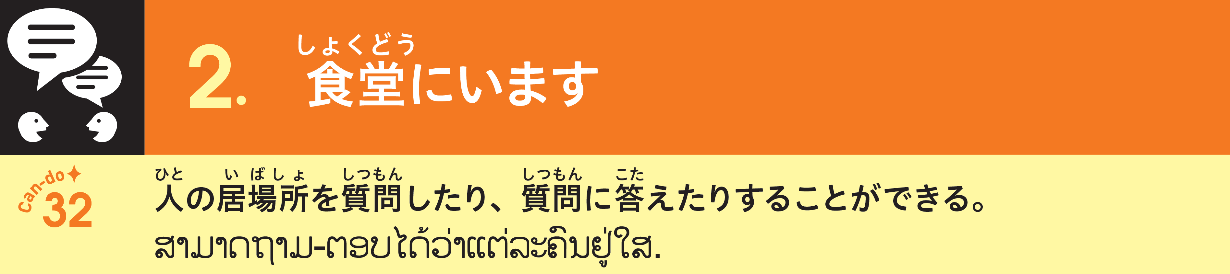 しょくどう
2. 食堂にいます
Can-do
32
ひと いばしょ しつもん しつもん こた
人の居場所を質問したり、質問に答えたりすることができる。
ສາມາດຖາມ-ຕອບໄດ້ວ່າແຕ່ລະຄົນຢູ່ໃສ.